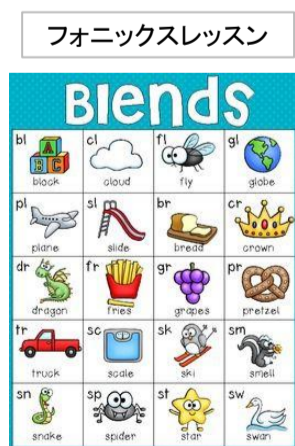 フォニックスレッスン
Blends
bl cl fl gl
A B C
block cloud fly globe
pl sl br cr
plane slide bread crown
dr fr gr pr
dragon fries grapes pretzel
tr sc sk sm
truck scale ski smell
sn sp st sw
snake spider star swan